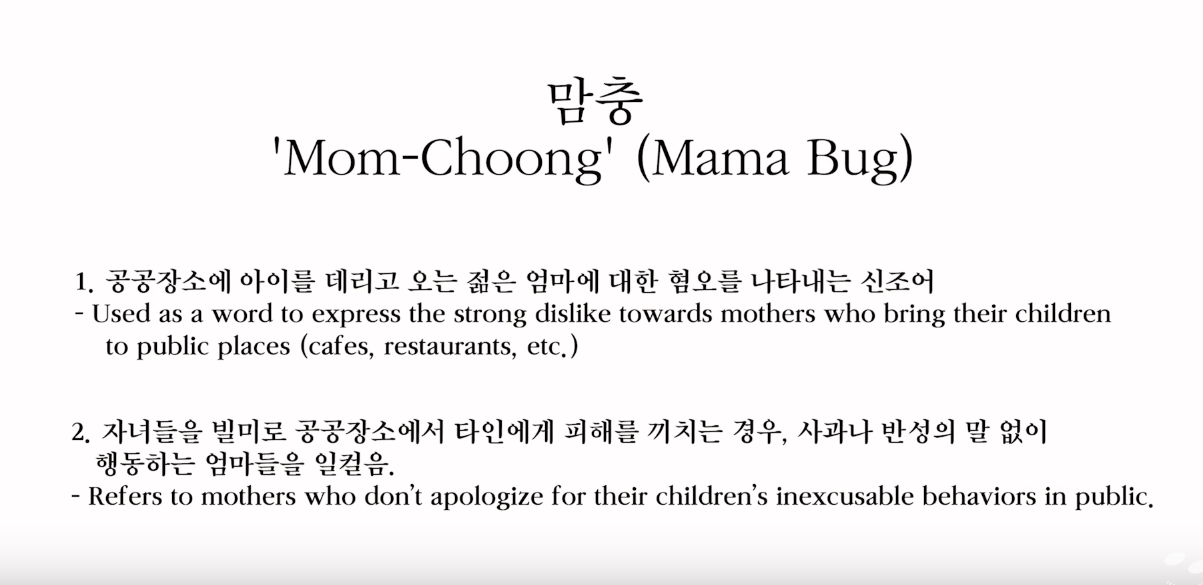 맘충
'Mom-Choong' (Mama Bug)
1. 공공장소에 아이를 데리고 오는 젊은 엄마에 대한 혐오를 나타내는 신조어
- Used as a word to express the strong dislike towards mothers who bring their children
to public places (cafes, restaurants, etc.)
2. 자녀들을 빌미로 공공장소에서 타인에게 피해를 끼치는 경우, 사과나 반성의 말 없이
행동하는 엄마들을 일컬음.
- Refers to mothers who don’t apologize for their children’s inexcusable behaviors in public.